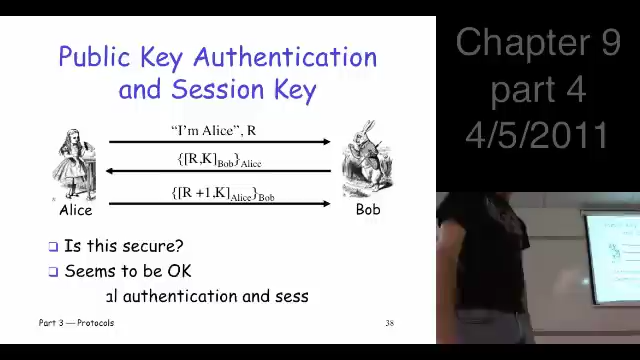 Public Key Authentication
and Session Key
Chapter 9
part 4
4/5/2011
"I'm Alice", R
{[R,K]Bob}Alice
{[R +1,K]Alice}Bob
Alice
Bob
Is this secure?
Seems to be OK
al authentication and sess
Part 3 — Protocols
38